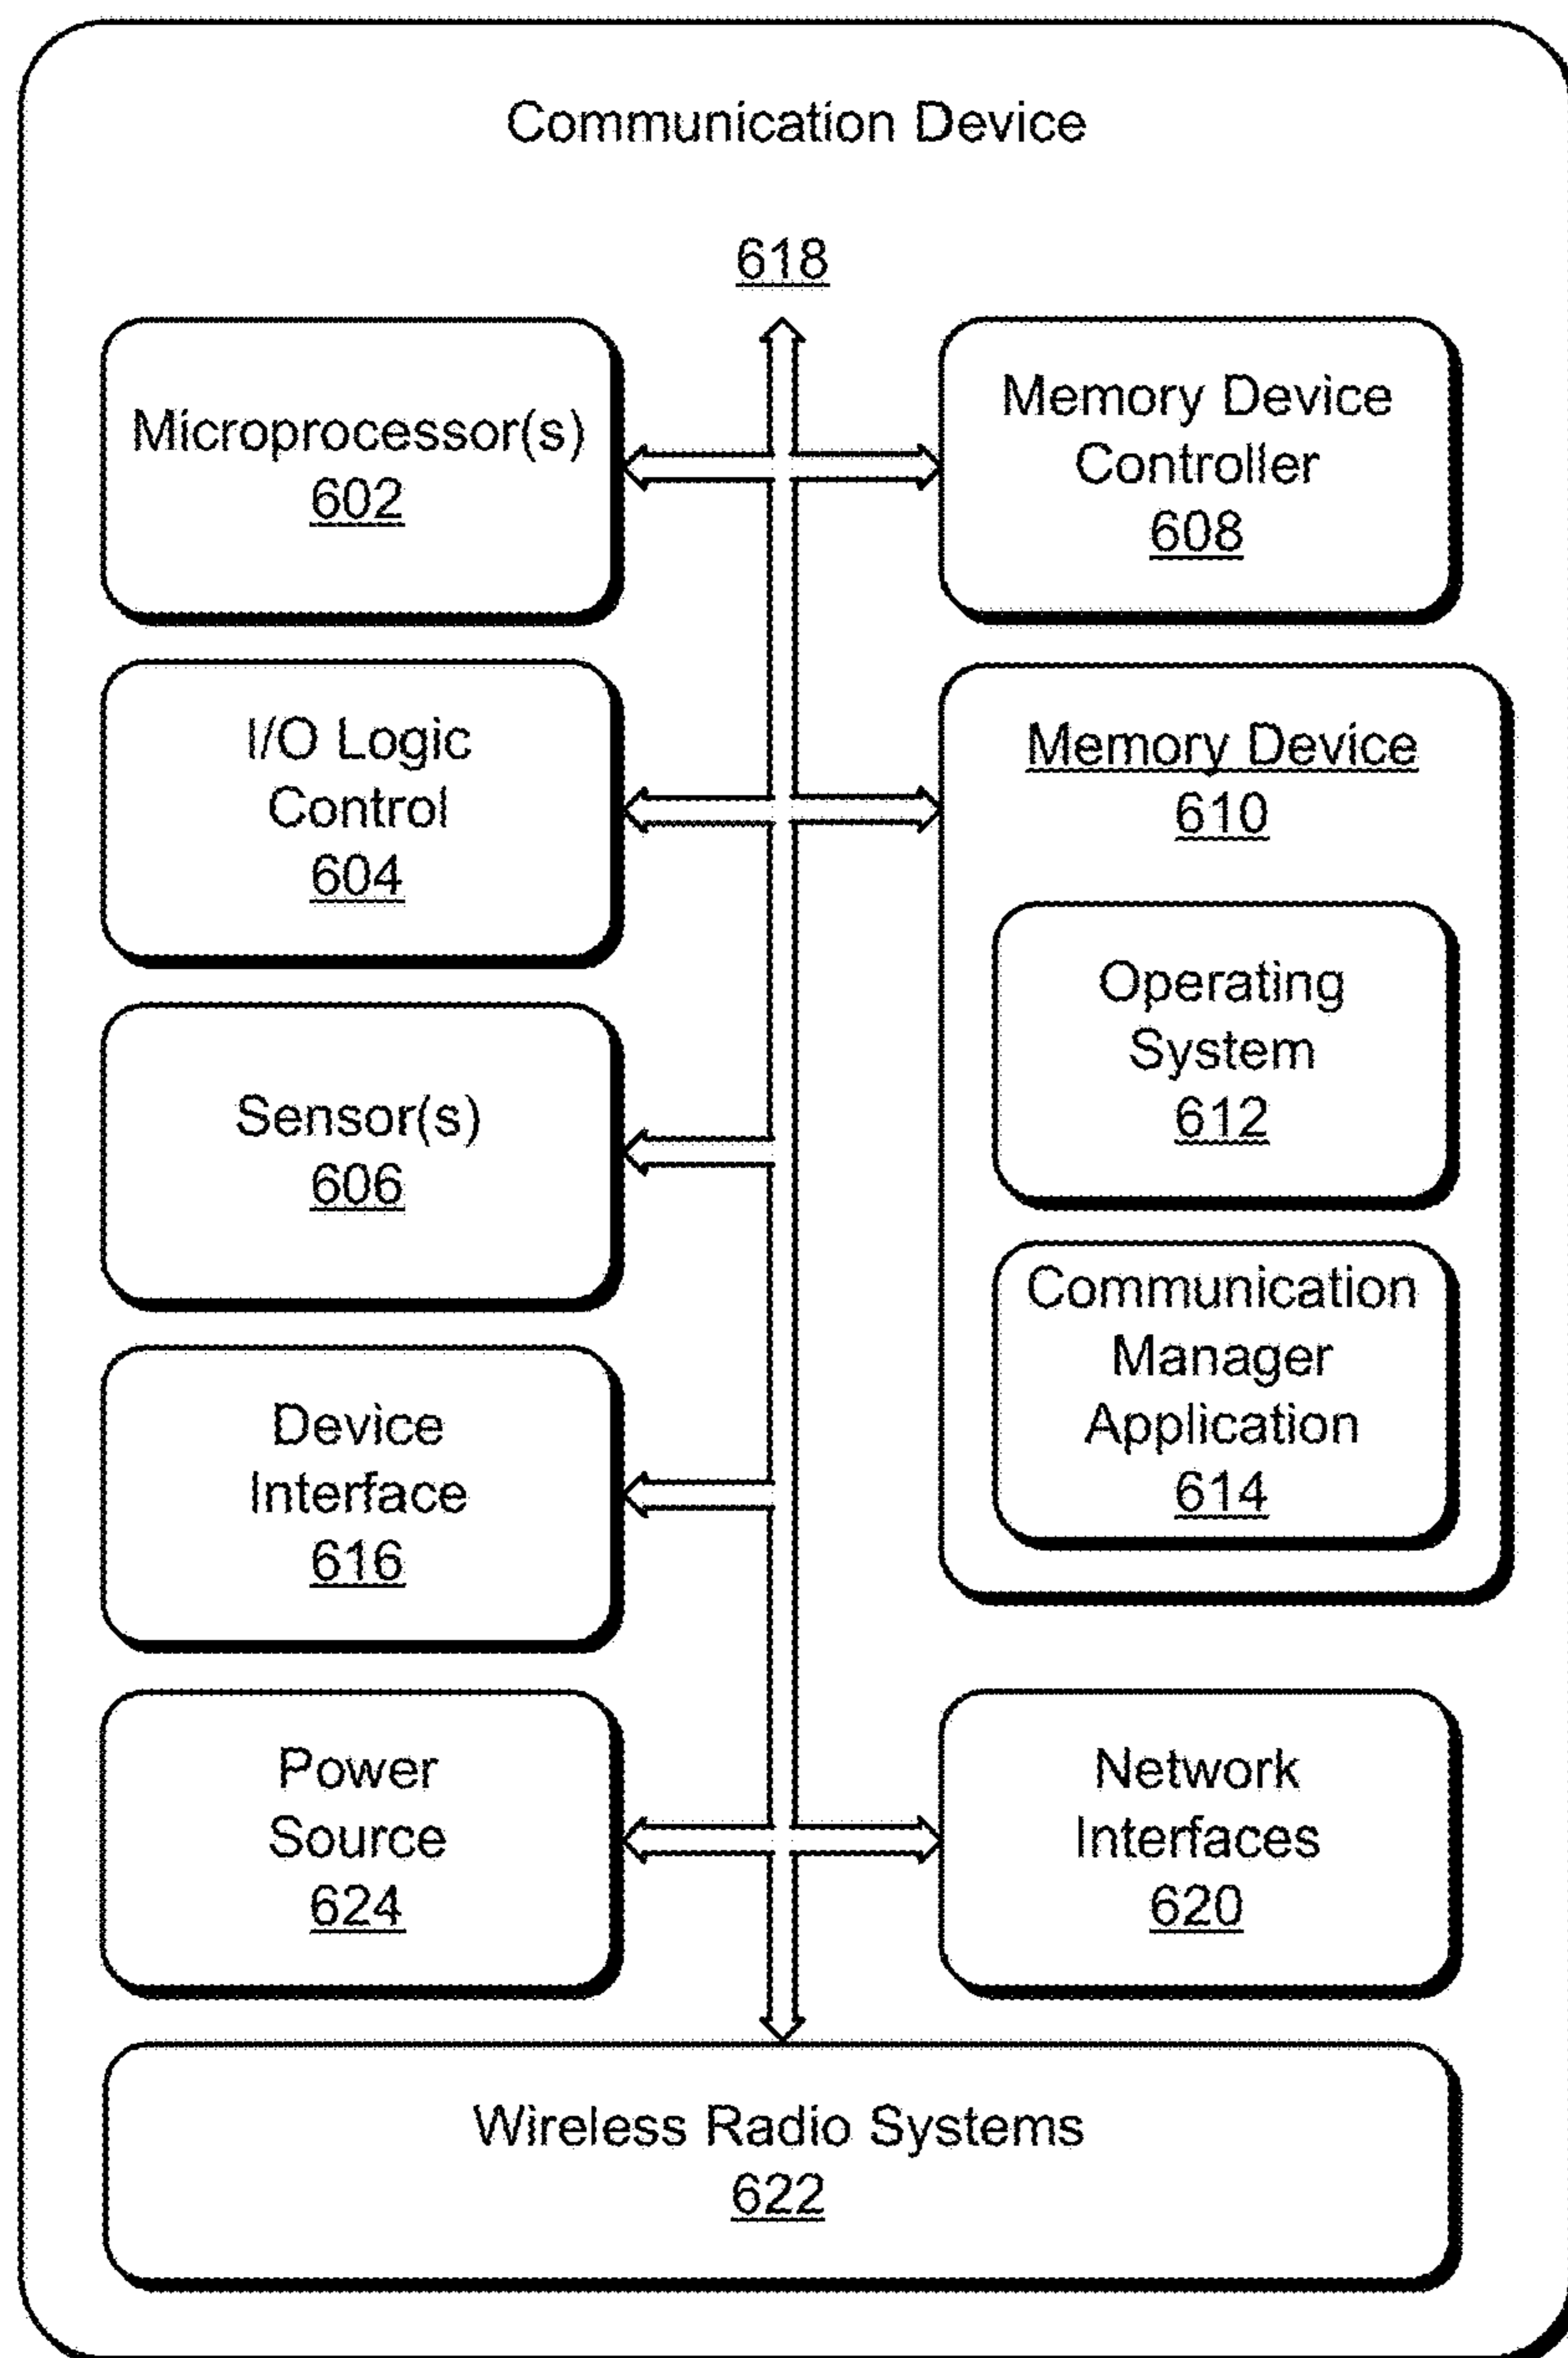 Communication Device
618
Microprocessor(s)
602
Memory Device
Controller
608
I/O Logic
Control
604
Memory Device
610
Operating
System
612
Sensor(s)
606
Communication
Manager
Application
614
Device
Interface
616
Power
Source
624
Network
Interfaces
620
Wireless Radio Systems
622